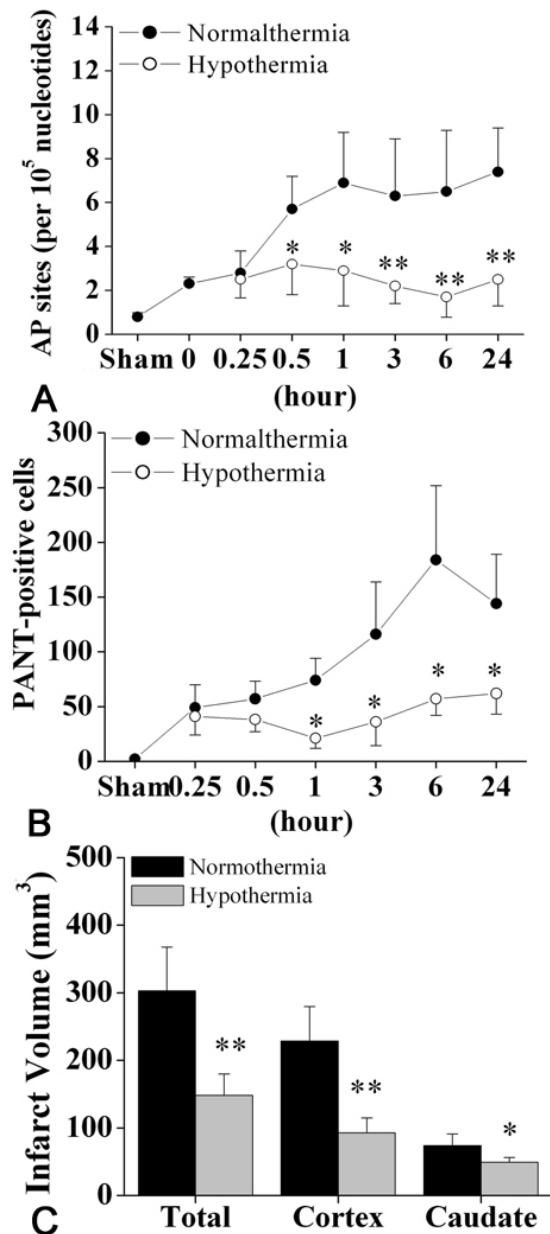 14
12
10
8
6
4
2
0
AP sites (per 10^5 nucleotides)
Normalthermia
Hypothermia
* * ** ** **
Sham 0 0.25 0.5 1 3 6 24
(hour)
A
300
250
200
150
100
50
0
PANT-positive cells
Normalthermia
Hypothermia
* * * *
Sham 0.25 0.5 1 3 6 24
(hour)
B
500
400
300
200
100
0
Infarct Volume (mm^3)
Normothermia
Hypothermia
** ** *
Total Cortex Caudate
C